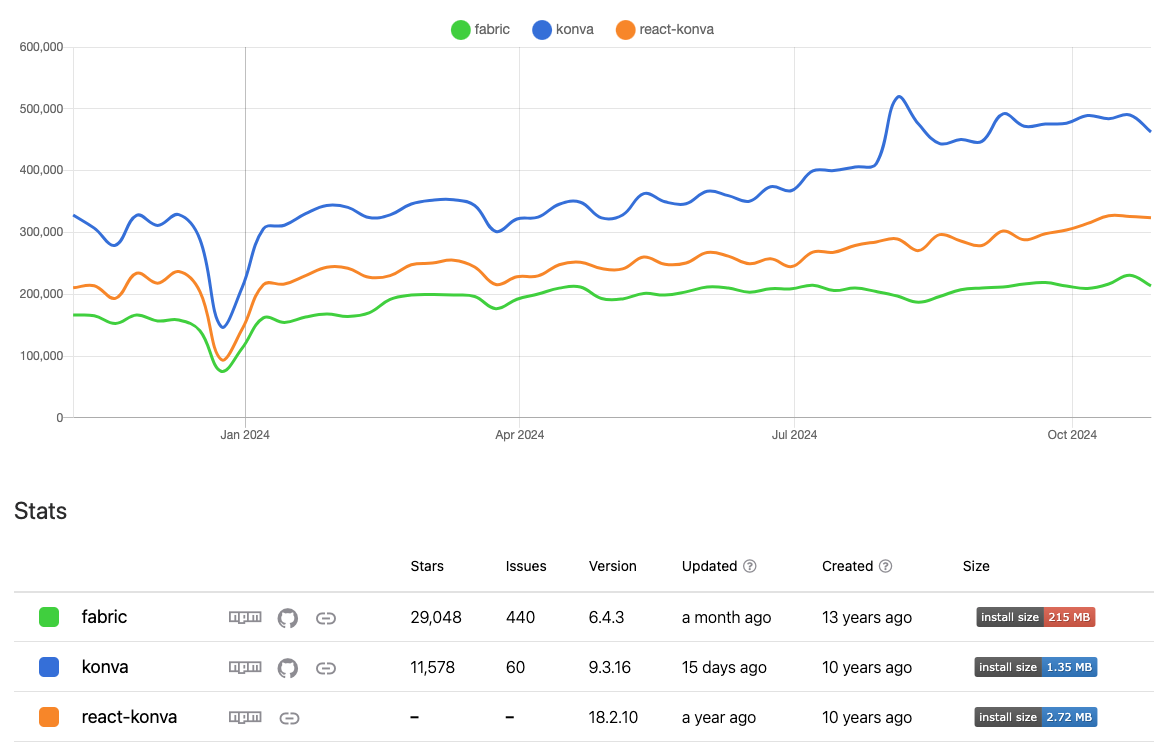 fabric konva react-konva
600,000
500,000
400,000
300,000
200,000
100,000
0
Jan 2024 Apr 2024 Jul 2024 Oct 2024
Stats
Stars Issues Version Updated ? Created ? Size
fabric npm 29,048 440 6.4.3 a month ago 13 years ago install size 215 MB
konva npm 11,578 60 9.3.16 15 days ago 10 years ago install size 1.35 MB
react-konva npm – – 18.2.10 a year ago 10 years ago install size 2.72 MB